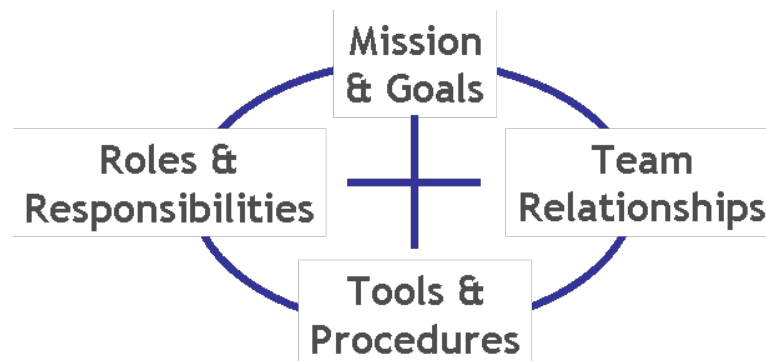 Mission
& Goals
Roles &
Responsibilities
Team
Relationships
Tools &
Procedures